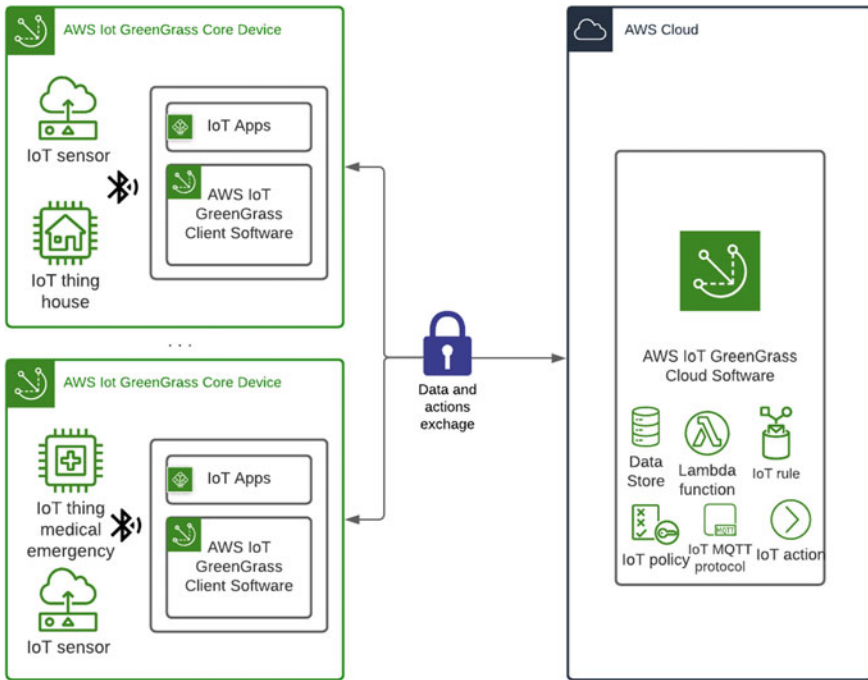 AWS Iot GreenGrass Core Device
IoT sensor
IoT thing
house
IoT Apps
AWS IoT
GreenGrass
Client Software
. . .
AWS Iot GreenGrass Core Device
IoT thing
medical
emergency
IoT sensor
IoT Apps
AWS IoT
GreenGrass
Client Software
Data and
actions
exchage
AWS Cloud
AWS IoT GreenGrass
Cloud Software
Data
Store
Lambda
function
IoT rule
IoT policy
MQTT
IoT MQTT
protocol
IoT action